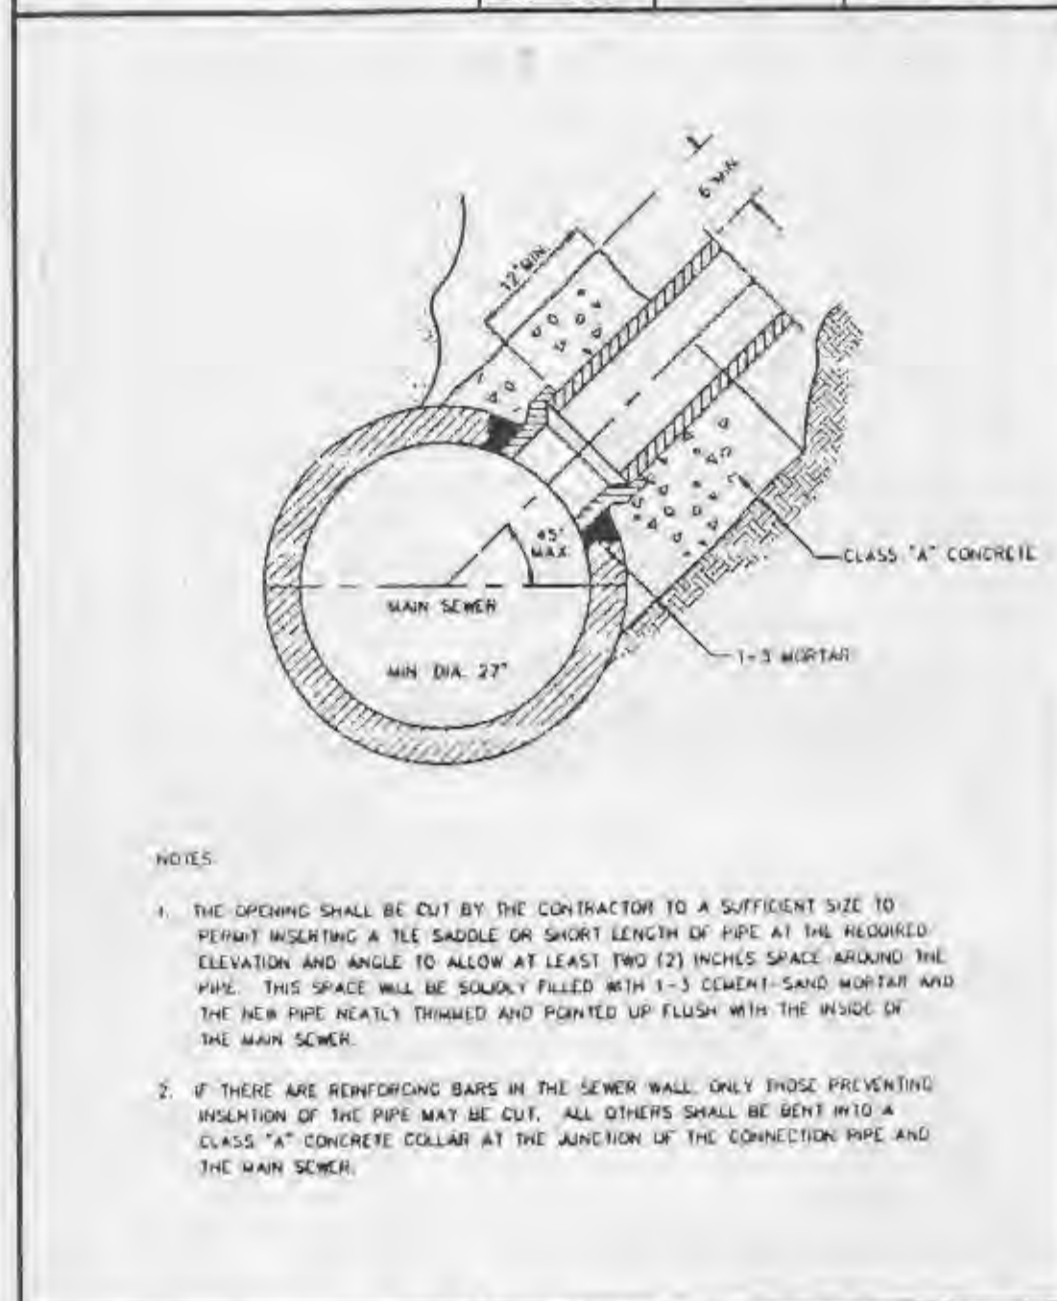 6" MIN.
12" MIN.
45°
MAX.
CLASS "A" CONCRETE
MAIN SEWER
1-3 MORTAR
MIN DIA. 27"
NOTES
1. THE OPENING SHALL BE CUT BY THE CONTRACTOR TO A SUFFICIENT SIZE TO
PERMIT INSERTING A TEE SADDLE OR SHORT LENGTH OF PIPE AT THE REQUIRED
ELEVATION AND ANGLE TO ALLOW AT LEAST TWO (2) INCHES SPACE AROUND THE
PIPE. THIS SPACE WILL BE SOLIDLY FILLED WITH 1-3 CEMENT-SAND MORTAR AND
THE NEW PIPE NEATLY TRIMMED AND POINTED UP FLUSH WITH THE INSIDE OF
THE MAIN SEWER.
2. IF THERE ARE REINFORCING BARS IN THE SEWER WALL, ONLY THOSE PREVENTING
INSERTION OF THE PIPE MAY BE CUT. ALL OTHERS SHALL BE BENT INTO A
CLASS "A" CONCRETE COLLAR AT THE JUNCTION OF THE CONNECTION PIPE AND
THE MAIN SEWER.